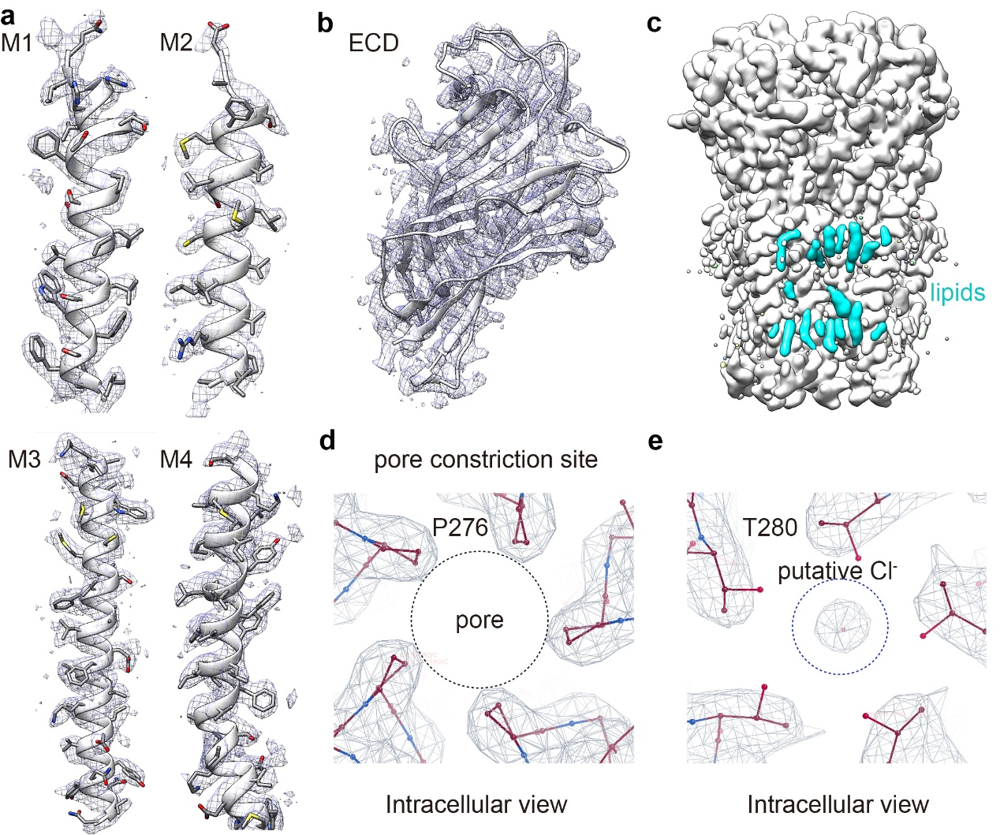 a
M1
M2
b
ECD
c
lipids
M3
M4
d
pore constriction site
P276
pore
Intracellular view
e
T280
putative Cl-
Intracellular view